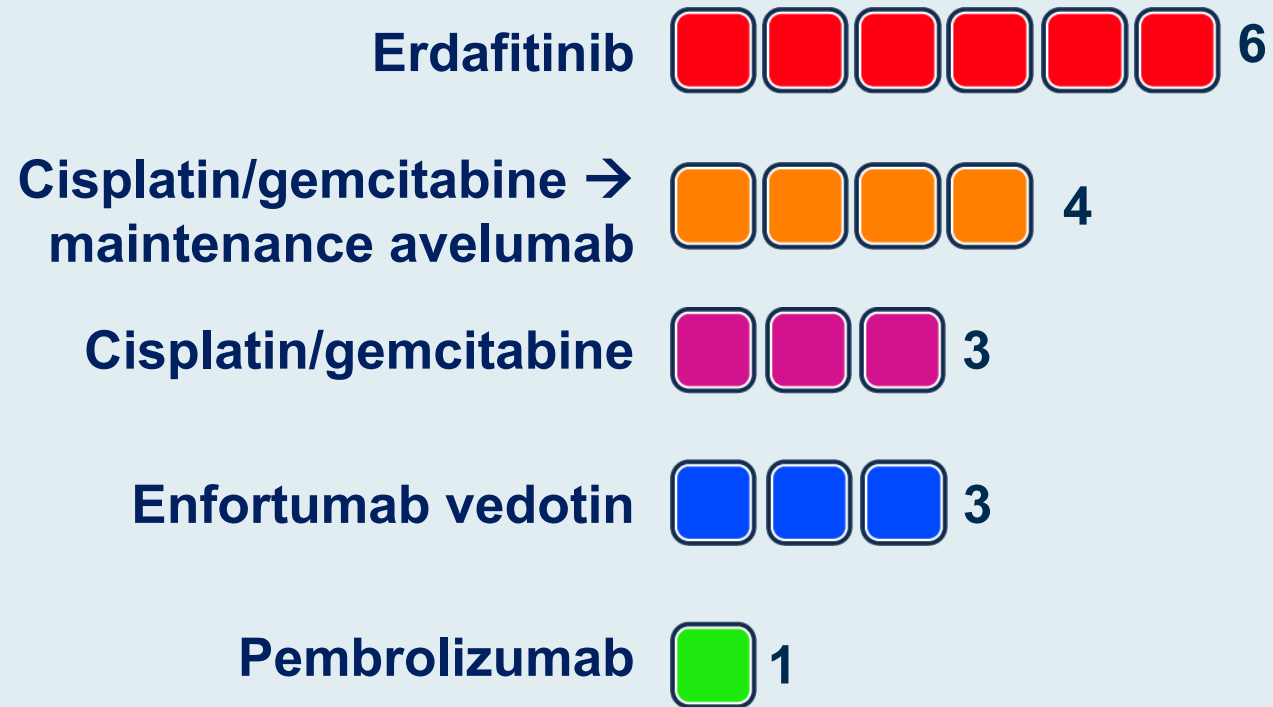 Erdafitinib 6
Cisplatin/gemcitabine →
maintenance avelumab 4
Cisplatin/gemcitabine 3
Enfortumab vedotin 3
Pembrolizumab 1